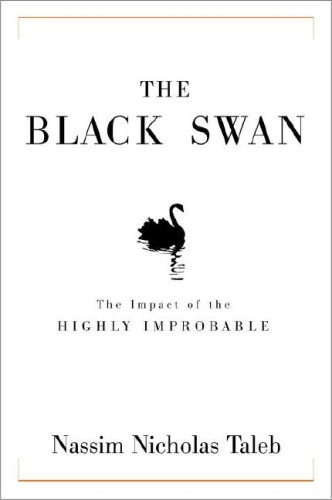 THE
BLACK SWAN
The Impact of the
HIGHLY IMPROBABLE
Nassim Nicholas Taleb